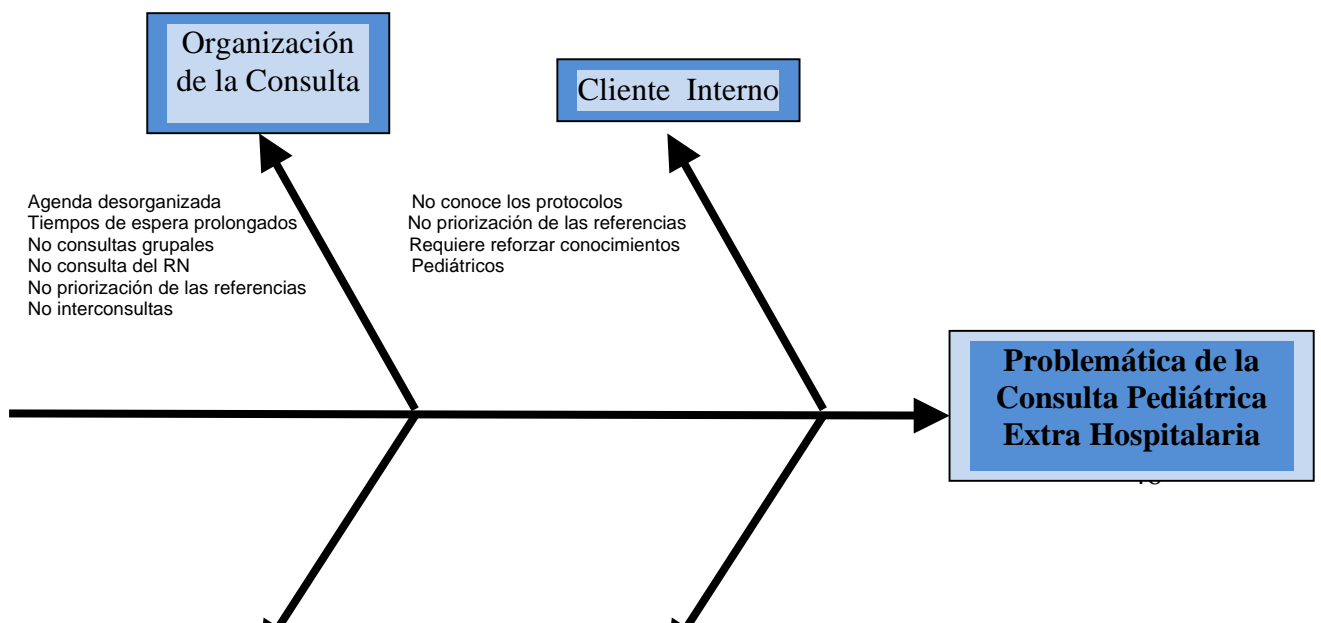 Organización
de la Consulta
Cliente Interno
Agenda desorganizada
Tiempos de espera prolongados
No consultas grupales
No consulta del RN
No priorización de las referencias
No interconsultas
No conoce los protocolos
No priorización de las referencias
Requiere reforzar conocimientos
Pediátricos
Problemática de la
Consulta Pediátrica
Extra Hospitalaria